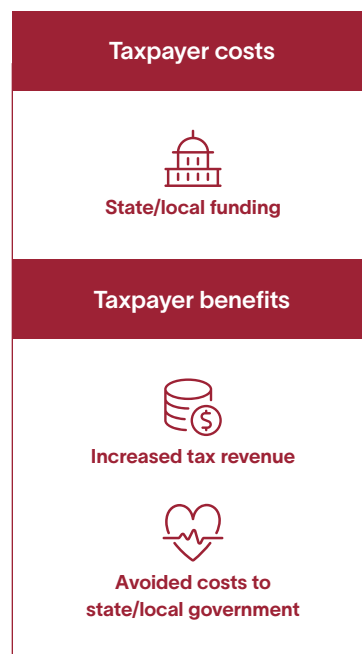 Taxpayer costs
State/local funding
Taxpayer benefits
$
Increased tax revenue
Avoided costs to
state/local government